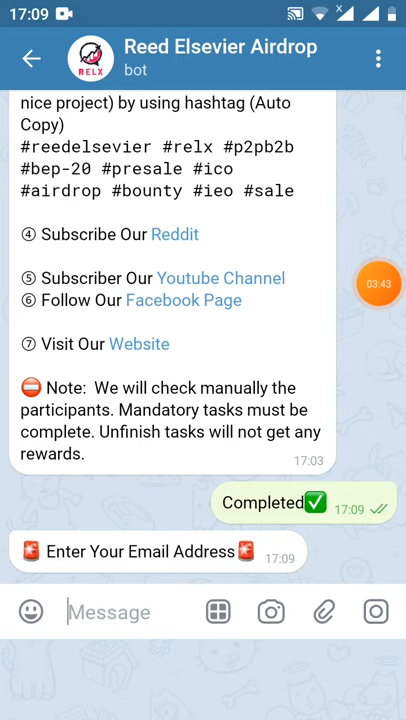 17:09
Reed Elsevier Airdrop
bot
RELX
nice project) by using hashtag (Auto
Copy)
#reedelsevier #relx #p2pb2b
#bep-20 #presale #ico
#airdrop #bounty #ieo #sale
④ Subscribe Our Reddit
⑤ Subscriber Our Youtube Channel
⑥ Follow Our Facebook Page
⑦ Visit Our Website
⛔ Note:  We will check manually the
participants. Mandatory tasks must be
complete. Unfinish tasks will not get any
rewards.
17:03
Completed✅ 17:09
🚨 Enter Your Email Address🚨 17:09
Message
03:43